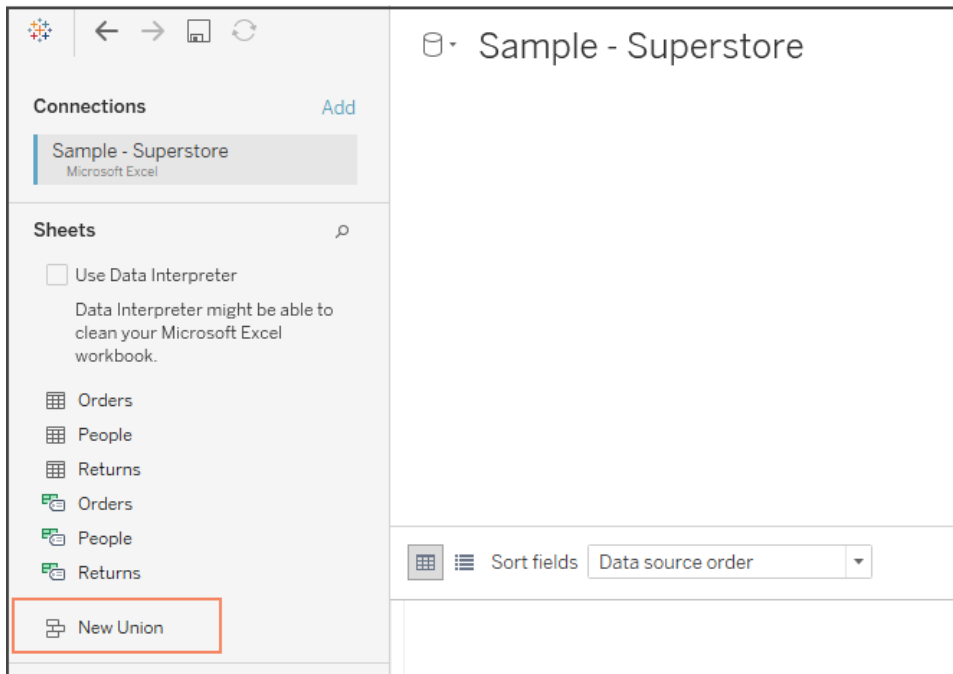 Sample - Superstore
Connections Add
Sample - Superstore
Microsoft Excel
Sheets
Use Data Interpreter
Data Interpreter might be able to
clean your Microsoft Excel
workbook.
Orders
People
Returns
Orders
People
Returns
New Union
Sort fields Data source order